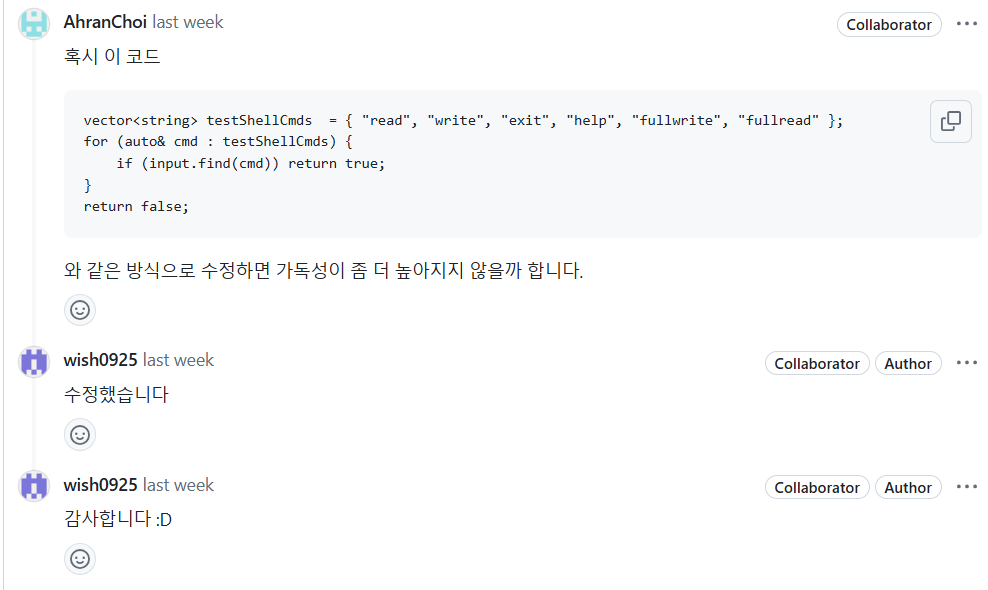 AhranChoi last week Collaborator
혹시 이 코드
vector<string> testShellCmds  = { "read", "write", "exit", "help", "fullwrite", "fullread" };
for (auto& cmd : testShellCmds) {
    if (input.find(cmd)) return true;
}
return false;
와 같은 방식으로 수정하면 가독성이 좀 더 높아지지 않을까 합니다.
wish0925 last week Collaborator Author
수정했습니다
wish0925 last week Collaborator Author
감사합니다 :D